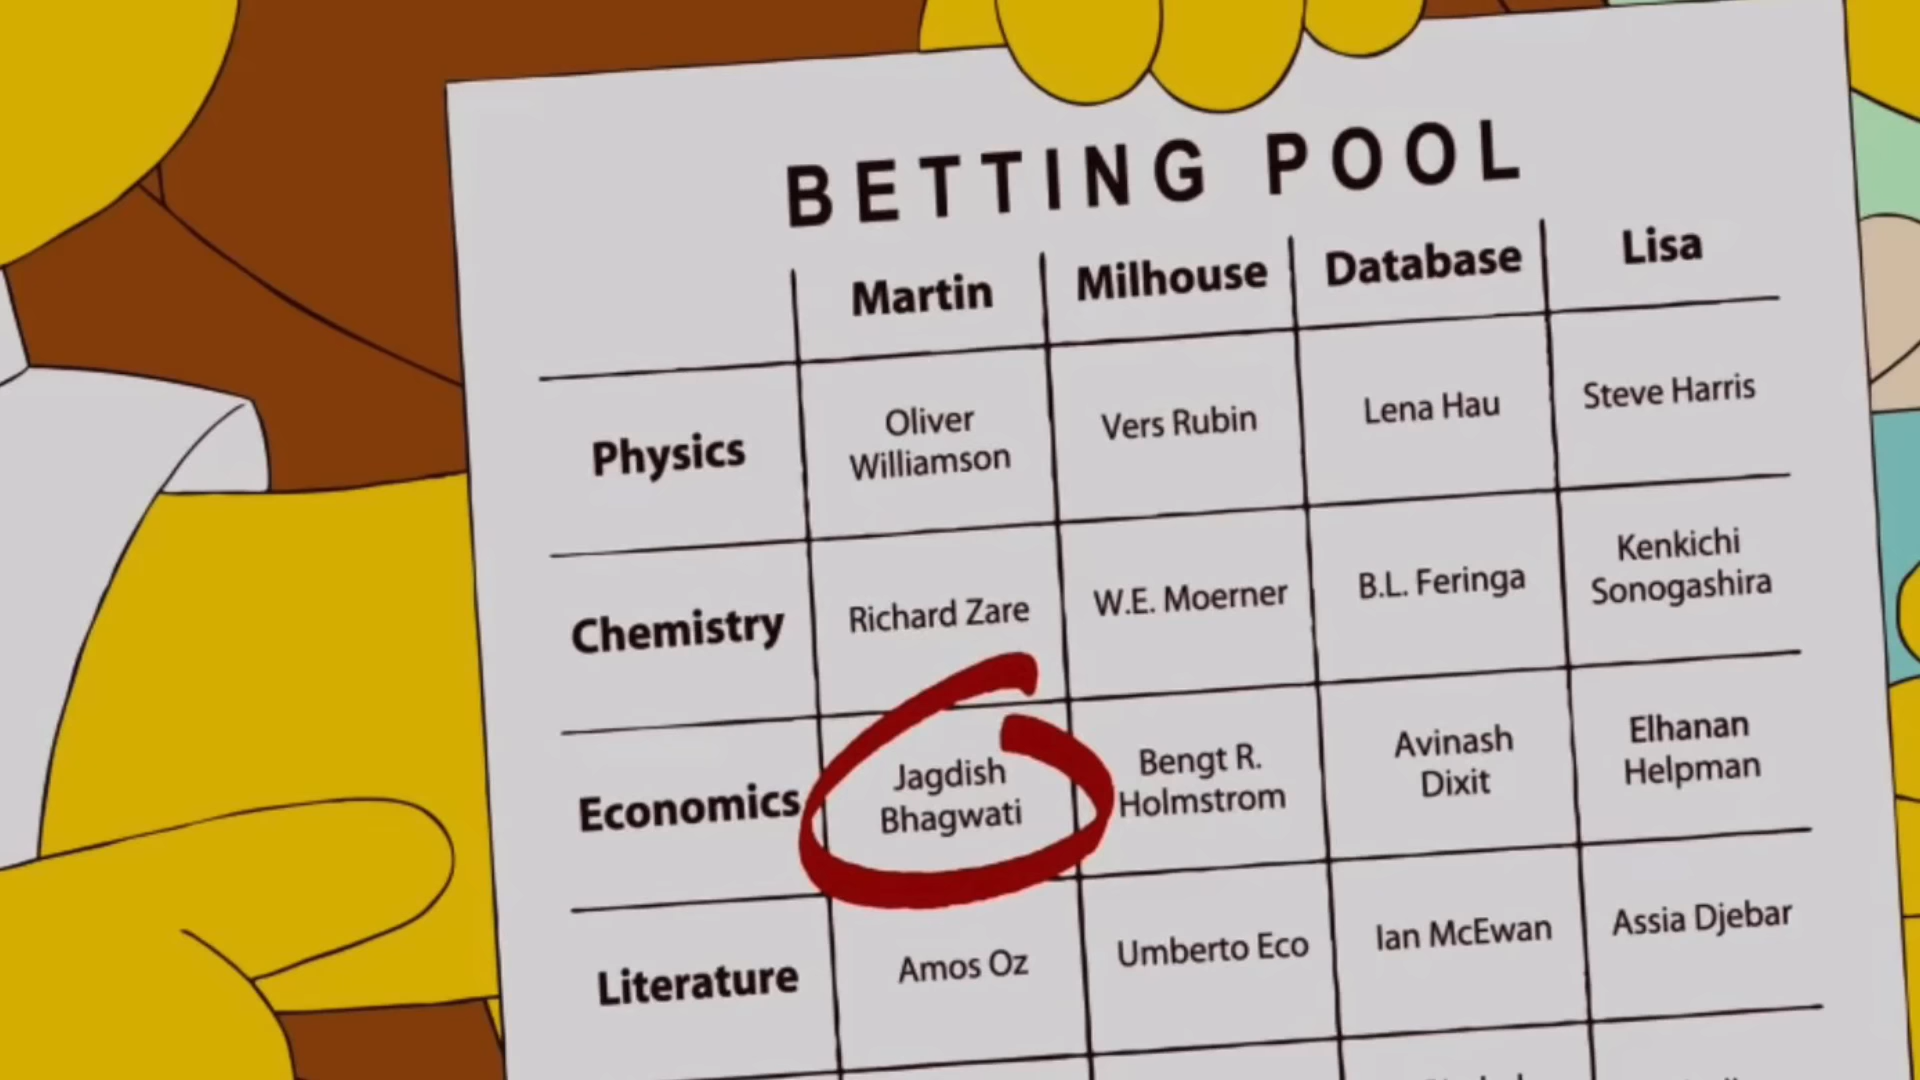 BETTING POOL
Martin Milhouse Database Lisa
Physics
Oliver
Williamson
Vers Rubin
Lena Hau
Steve Harris
Chemistry
Richard Zare
W.E. Moerner
B.L. Feringa
Kenkichi
Sonogashira
Economics
Jagdish
Bhagwati
Bengt R.
Holmstrom
Avinash
Dixit
Elhanan
Helpman
Literature
Amos Oz
Umberto Eco
Ian McEwan
Assia Djebar